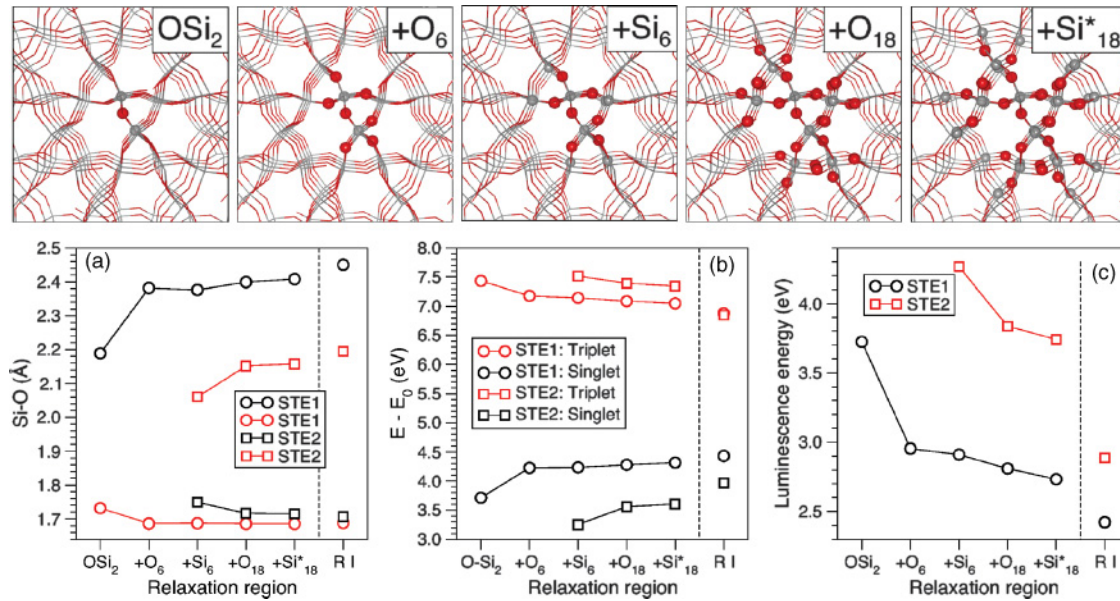 OSi₂
+O₆
+Si₆
+O₁₈
+Si*₁₈
(a)
Si-O (Å)
2.5
2.4
2.3
2.2
2.1
2.0
1.9
1.8
1.7
STE1
STE1
STE2
STE2
OSi₂ +O₆ +Si₆ +O₁₈ +Si*₁₈ R I
Relaxation region
(b)
E - E₀ (eV)
8.0
7.5
7.0
6.5
6.0
5.5
5.0
4.5
4.0
3.5
3.0
STE1: Triplet
STE1: Singlet
STE2: Triplet
STE2: Singlet
O-Si₂ +O₆ +Si₆ +O₁₈ +Si*₁₈ R I
Relaxation region
(c)
Luminescence energy (eV)
4.0
3.5
3.0
2.5
STE1
STE2
OSi₂ +O₆ +Si₆ +O₁₈ +Si*₁₈ R I
Relaxation region